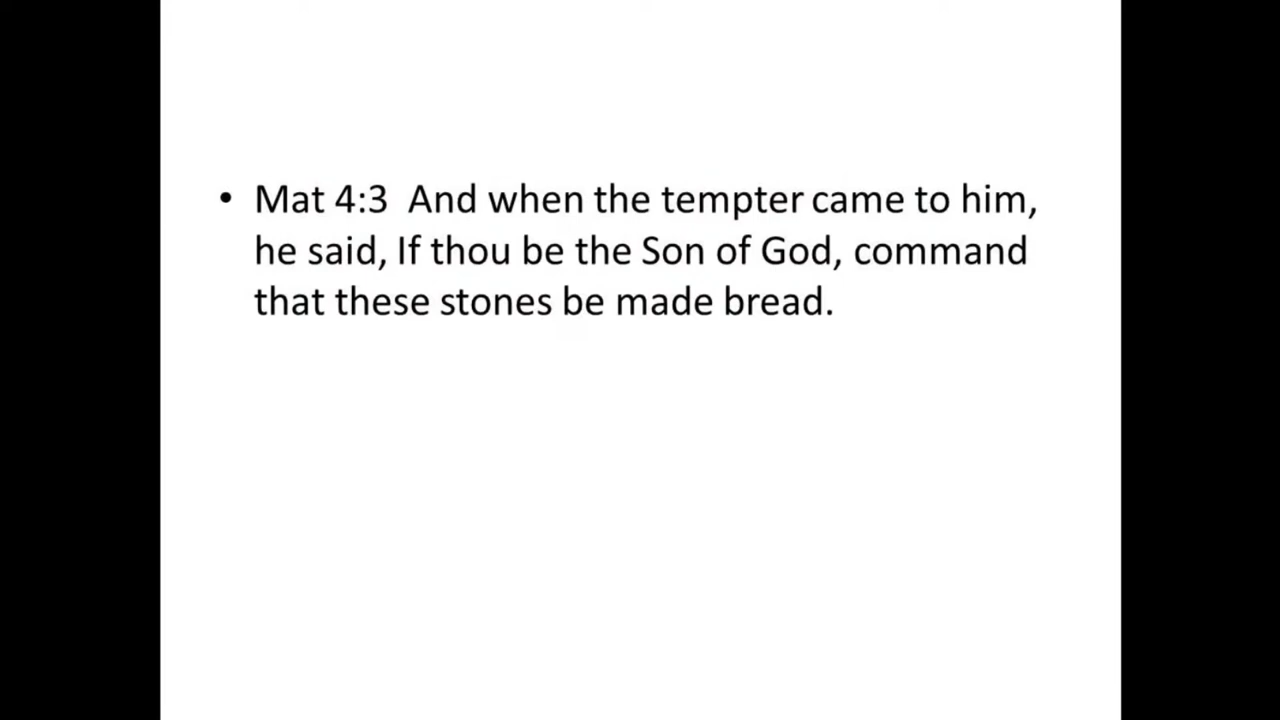 • Mat 4:3  And when the tempter came to him,
he said, If thou be the Son of God, command
that these stones be made bread.